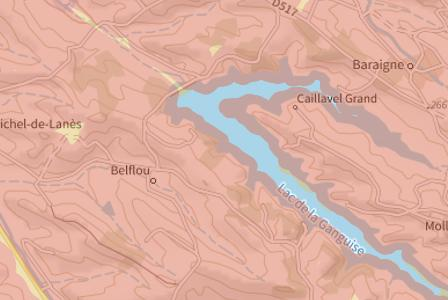 D517
Baraigne
Caillavel Grand
266
ichel-de-Lanès
Belflou
Lac de la Ganguise
Moll